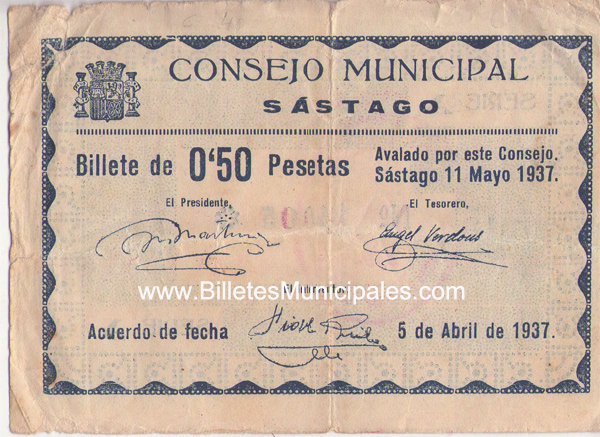 CONSEJO MUNICIPAL
SÁSTAGO
Billete de 0'50 Pesetas
Avalado por este Consejo.
Sástago 11 Mayo 1937.
El Presidente,
El Tesorero,
Angel Verdous
www.BilletesMunicipales.com
Acuerdo de fecha
5 de Abril de 1937.